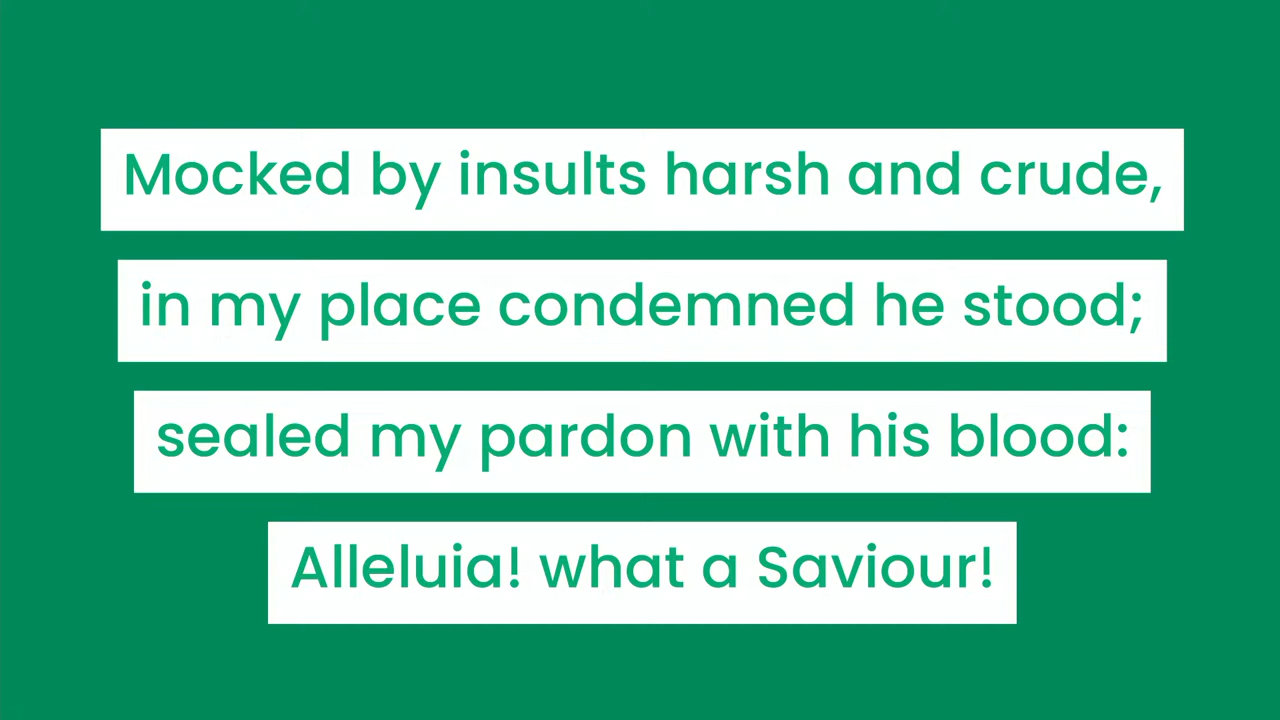 Mocked by insults harsh and crude,
in my place condemned he stood;
sealed my pardon with his blood:
Alleluia! what a Saviour!